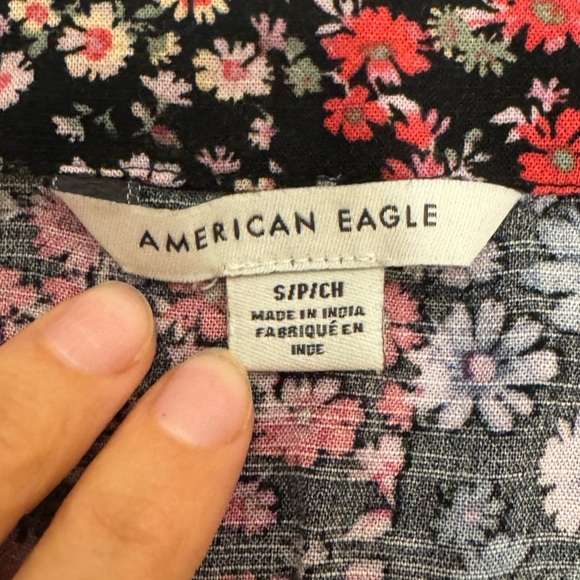 AMERICAN EAGLE
S/P/CH
MADE IN INDIA
FABRIQUÉ EN
INDE